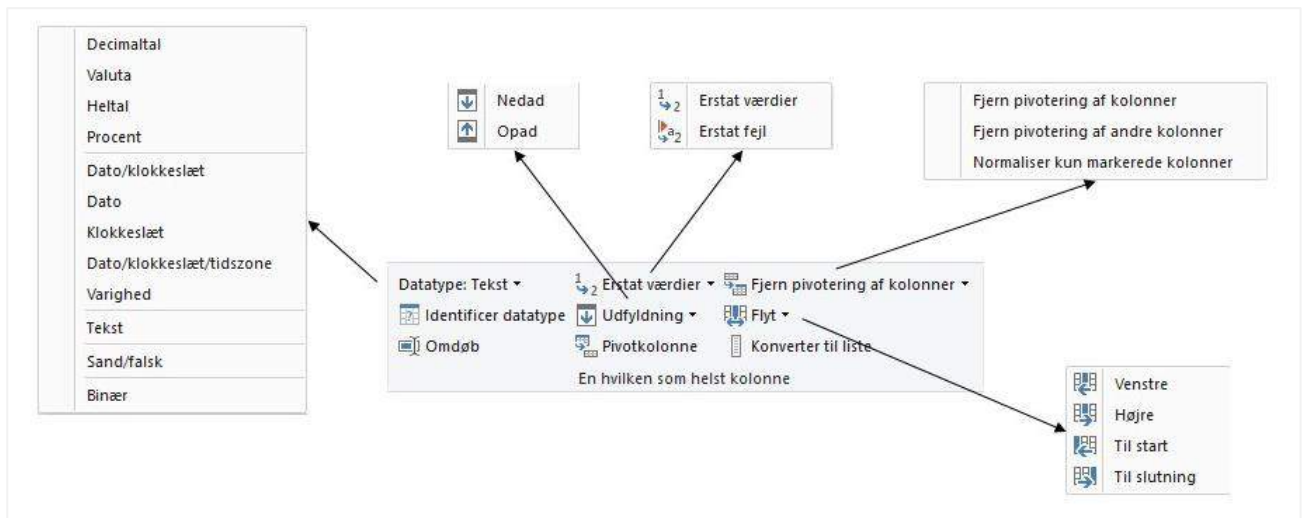 Decimaltal
Valuta
Heltal
Procent
Dato/klokkeslæt
Dato
Klokkeslæt
Dato/klokkeslæt/tidszone
Varighed
Tekst
Sand/falsk
Binær
Nedad
Opad
Erstat værdier
Erstat fejl
Fjern pivotering af kolonner
Fjern pivotering af andre kolonner
Normaliser kun markerede kolonner
Datatype: Tekst
Erstat værdier
Fjern pivotering af kolonner
Identificer datatype
Udfyldning
Flyt
Omdøb
Pivotkolonne
Konverter til liste
En hvilken som helst kolonne
Venstre
Højre
Til start
Til slutning